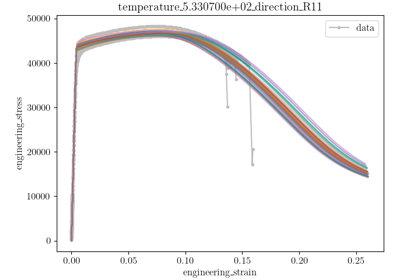 temperature_5.330700e+02_direction_R11
data
engineering_stress
50000
40000
30000
20000
10000
0
0.00 0.05 0.10 0.15 0.20 0.25
engineering_strain